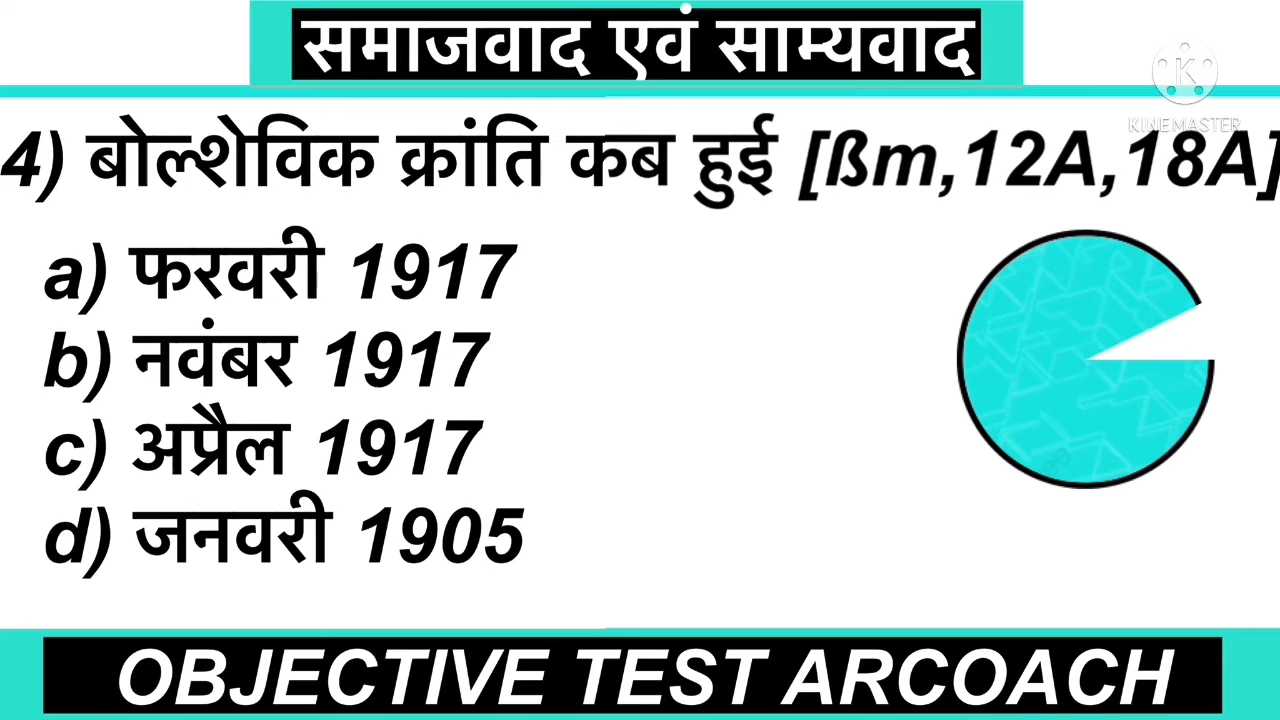 समाजवाद एवं साम्यवाद
KINEMASTER
4) बोल्शेविक क्रांति कब हुई [ßm,12A,18A]
a) फरवरी 1917
b) नवंबर 1917
c) अप्रैल 1917
d) जनवरी 1905
OBJECTIVE TEST ARCOACH